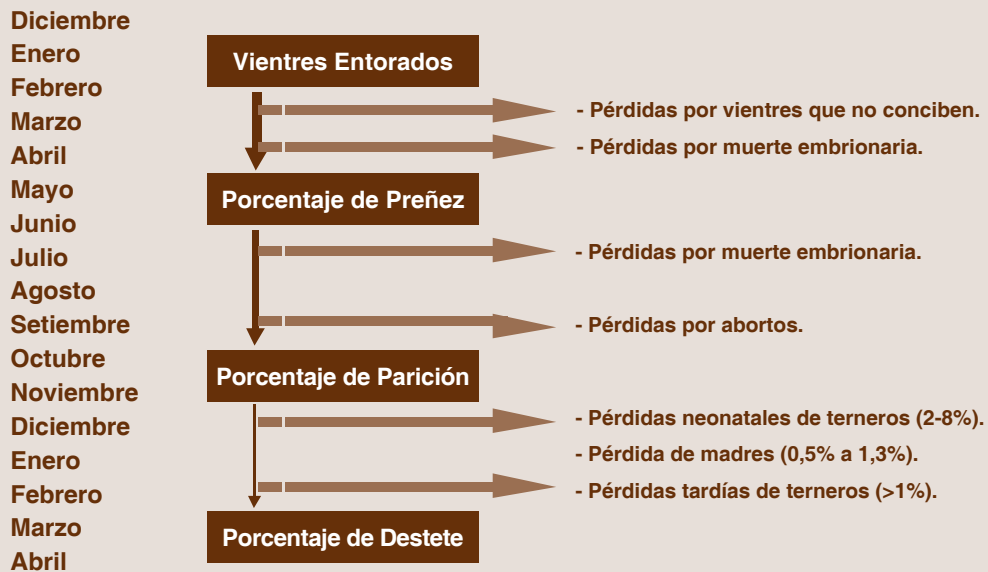 Diciembre
Enero
Febrero
Marzo
Abril
Mayo
Junio
Julio
Agosto
Setiembre
Octubre
Noviembre
Diciembre
Enero
Febrero
Marzo
Abril
Vientres Entorados
- Pérdidas por vientres que no conciben.
- Pérdidas por muerte embrionaria.
Porcentaje de Preñez
- Pérdidas por muerte embrionaria.
- Pérdidas por abortos.
Porcentaje de Parición
- Pérdidas neonatales de terneros (2-8%).
- Pérdida de madres (0,5% a 1,3%).
- Pérdidas tardías de terneros (>1%).
Porcentaje de Destete